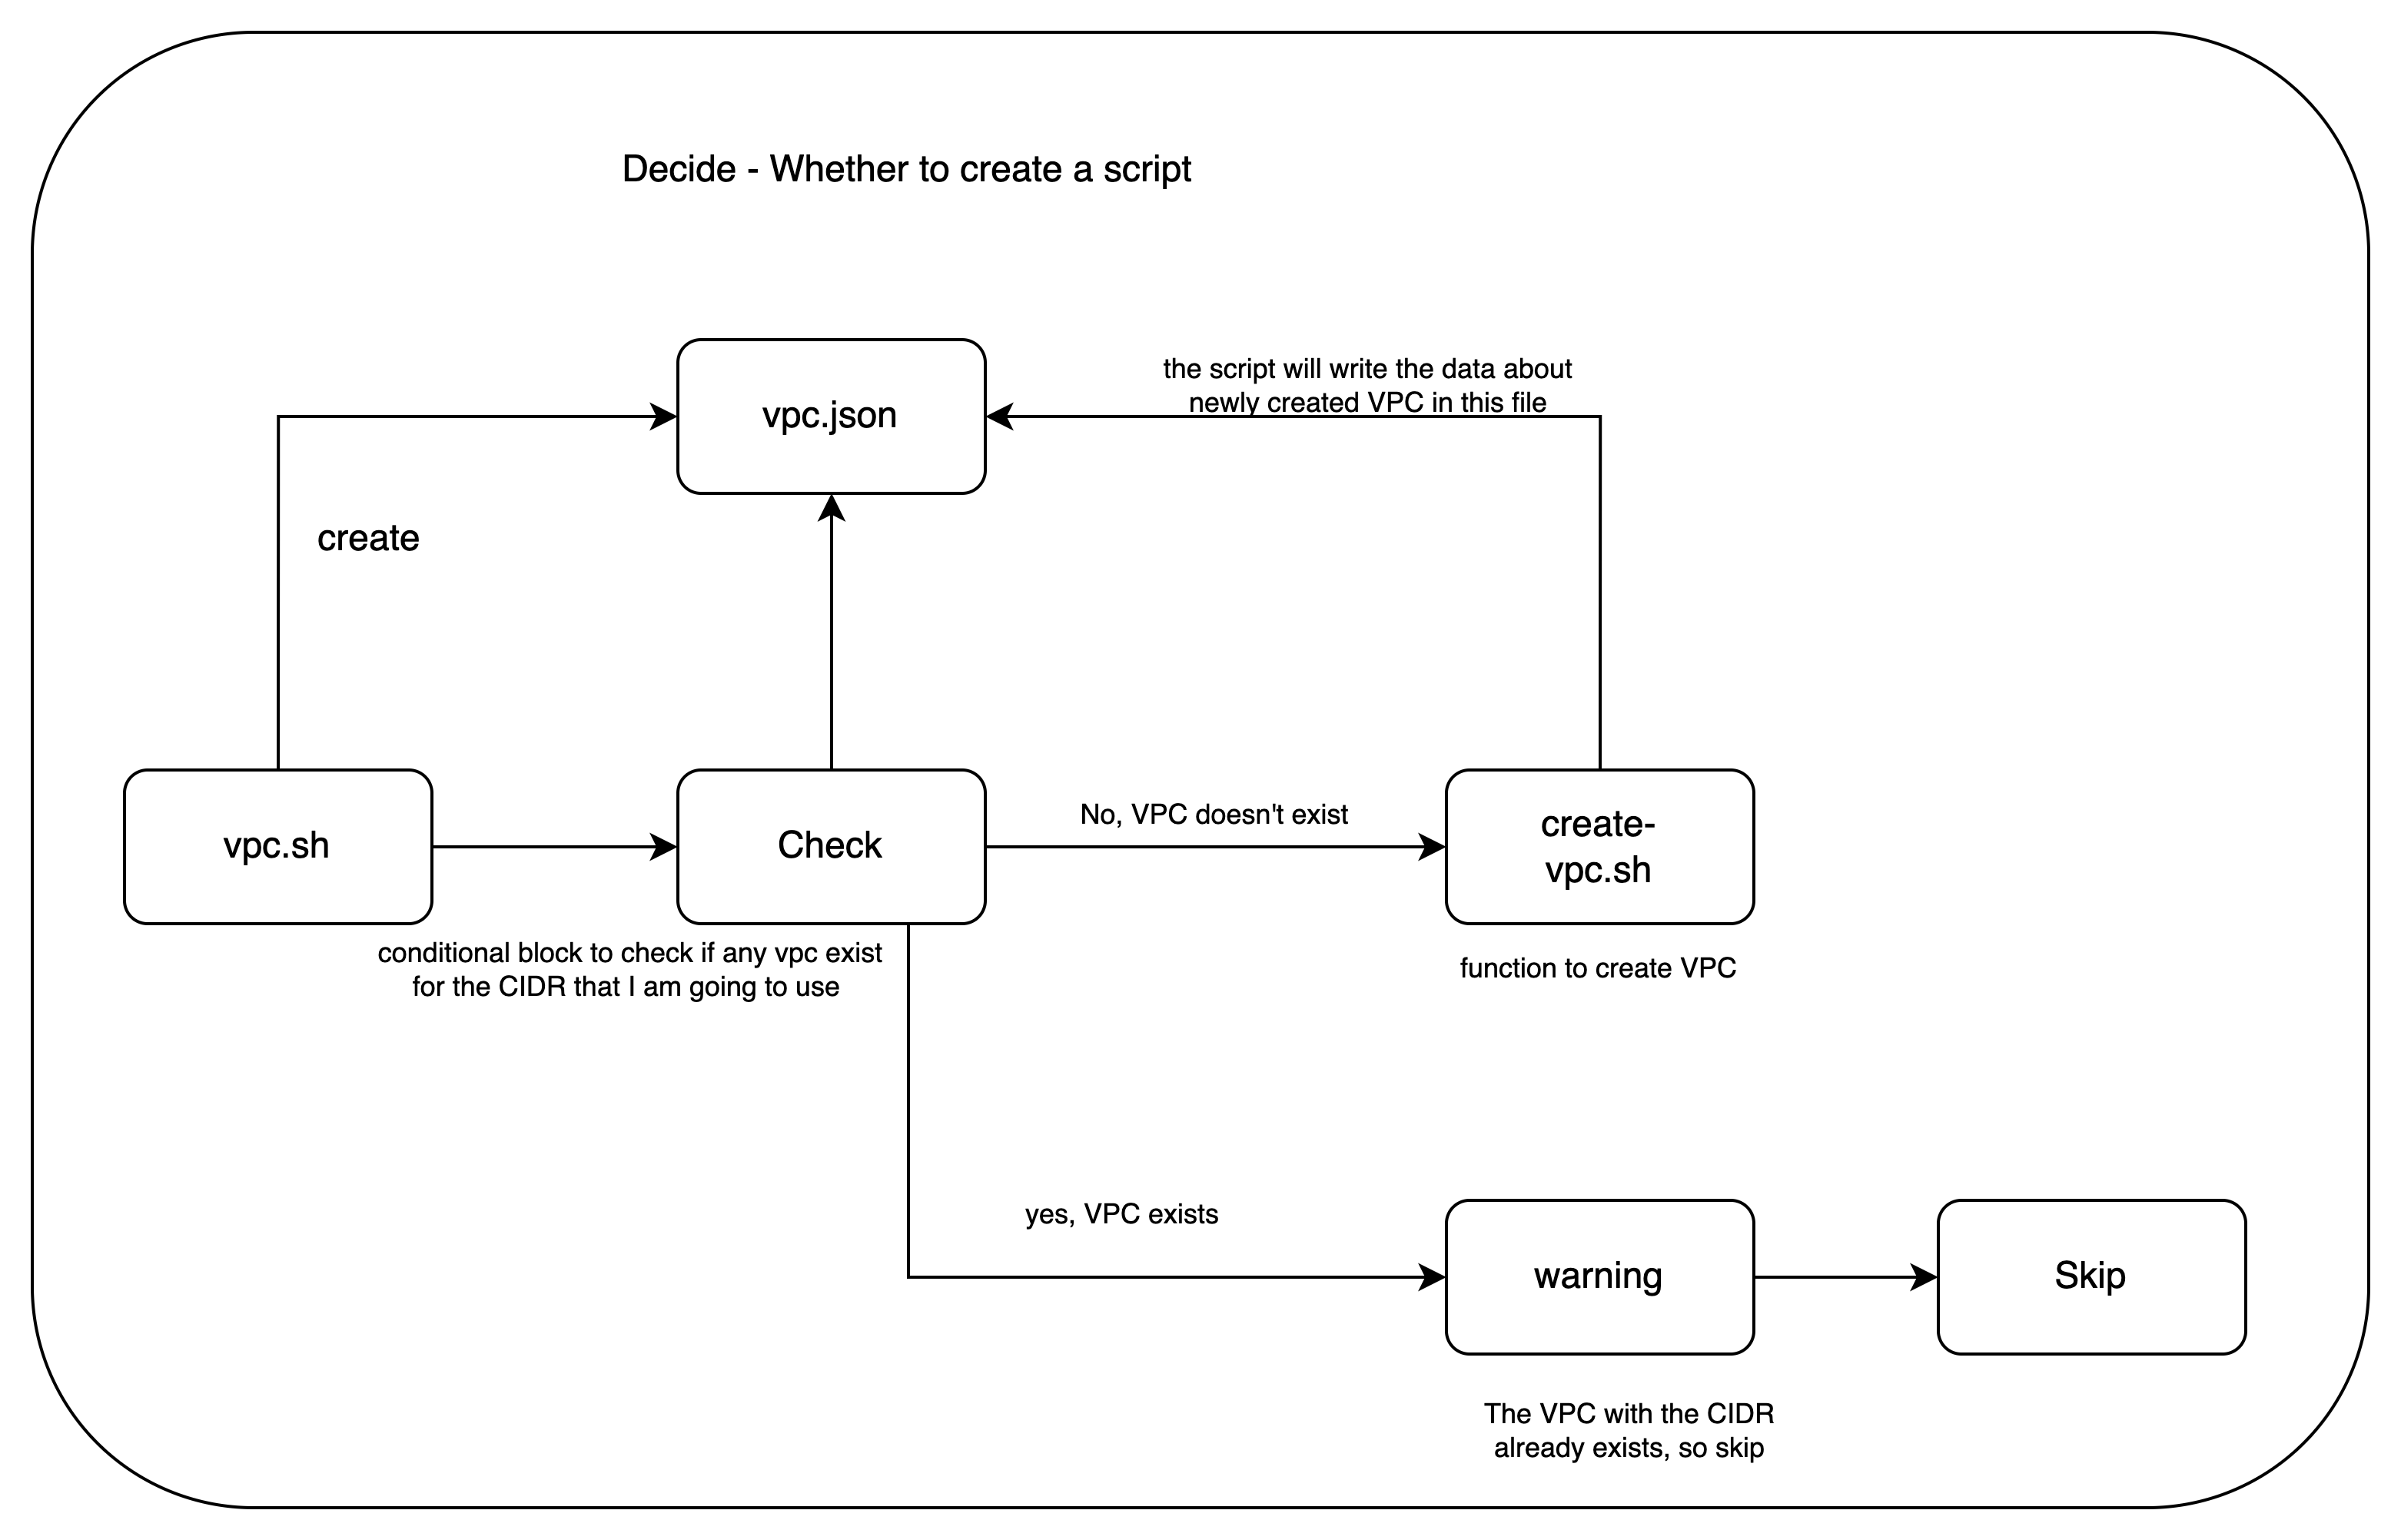 Decide - Whether to create a script
vpc.json
the script will write the data about
newly created VPC in this file
create
vpc.sh
Check
No, VPC doesn't exist
create-
vpc.sh
conditional block to check if any vpc exist
for the CIDR that I am going to use
function to create VPC
yes, VPC exists
warning
Skip
The VPC with the CIDR
already exists, so skip